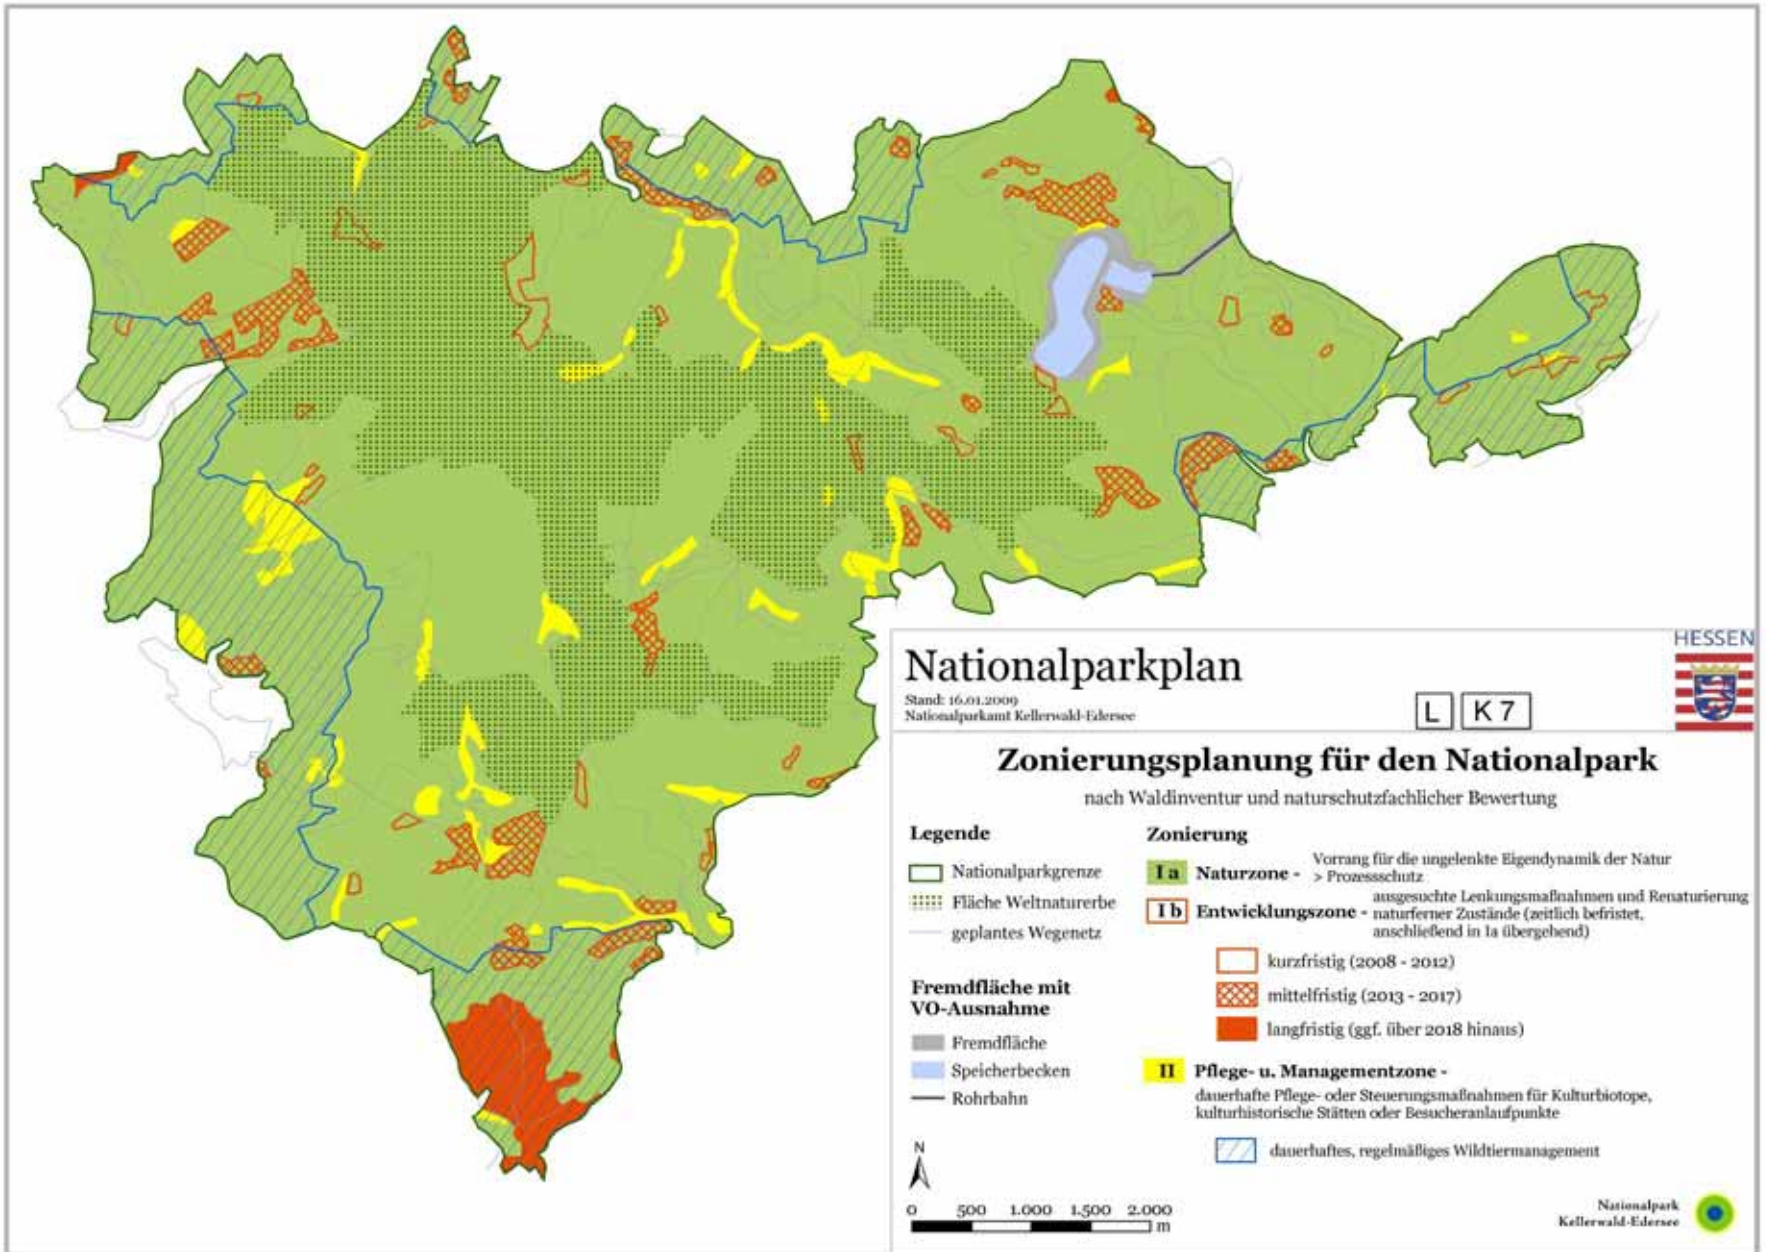 HESSEN
Nationalparkplan
Stand: 16.01.2009
Nationalparkamt Kellerwald-Edersee
L K 7
Zonierungsplanung für den Nationalpark
nach Waldinventur und naturschutzfachlicher Bewertung
Legende
Nationalparkgrenze
Fläche Weltnaturerbe
geplantes Wegenetz
Fremdfläche mit
VO-Ausnahme
Fremdfläche
Speicherbecken
Rohrbahn
N
0 500 1.000 1.500 2.000
m
Zonierung
I a Naturzone - Vorrang für die ungelenkte Eigendynamik der Natur
> Prozessschutz
ausgesuchte Lenkungsmaßnahmen und Renaturierung
I b Entwicklungszone - naturferner Zustände (zeitlich befristet,
anschließend in Ia übergehend)
kurzfristig (2008 - 2012)
mittelfristig (2013 - 2017)
langfristig (ggf. über 2018 hinaus)
II Pflege- u. Managementzone -
dauerhafte Pflege- oder Steuerungsmaßnahmen für Kulturbiotope,
kulturhistorische Stätten oder Besucheranlaufpunkte
dauerhaftes, regelmäßiges Wildtiermanagement
Nationalpark
Kellerwald-Edersee